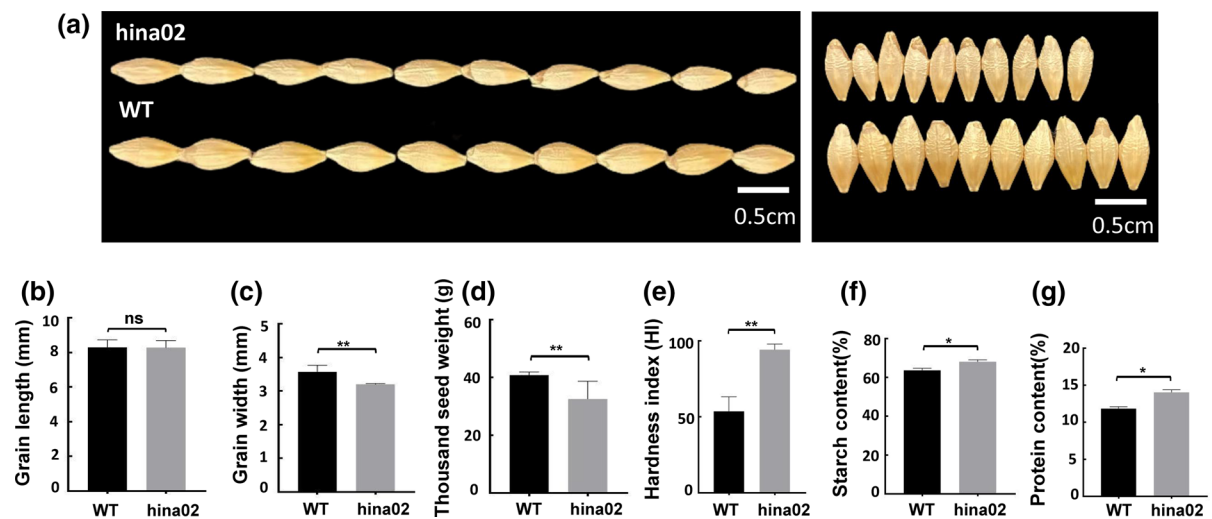 (a)
hina02
WT
0.5cm
0.5cm
(b)
Grain length (mm)
10
8
6
4
2
0
ns
WT hina02
(c)
Grain width (mm)
5
4
3
2
1
0
**
WT hina02
(d)
Thousand seed weight (g)
60
40
20
0
**
WT hina02
(e)
Hardness index (HI)
100
50
0
**
WT hina02
(f)
Starch content(%)
80
60
40
20
0
*
WT hina02
(g)
Protein content(%)
20
15
10
5
0
*
WT hina02